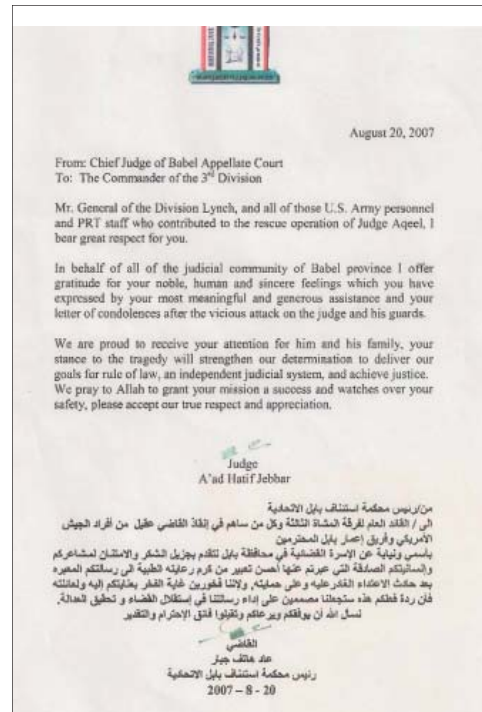 August 20, 2007
From: Chief Judge of Babel Appellate Court
To: The Commander of the 3rd Division
Mr. General of the Division Lynch, and all of those U.S. Army personnel
and PRT staff who contributed to the rescue operation of Judge Aqeel, I
bear great respect for you.
In behalf of all of the judicial community of Babel province I offer
gratitude for your noble, human and sincere feelings which you have
expressed by your most meaningful and generous assistance and your
letter of condolences after the vicious attack on the judge and his guards.
We are proud to receive your attention for him and his family, your
stance to the tragedy will strengthen our determination to deliver our
goals for rule of law, an independent judicial system, and achieve justice.
We pray to Allah to grant your mission a success and watches over your
safety, please accept our true respect and appreciation.
Judge
A'ad Hatif Jebbar
من/رئيس محكمة استئناف بابل الاتحادية
الى / القائد العام لفرقة المشاة الثالثة وكل من ساهم في إنقاذ القاضي عقيل من أفراد الجيش
الأمريكي وفريق إعمار بابل المحترمين
بأسمي ونيابة عن الإسرة القضائية في محافظة بابل نتقدم بجزيل الشكر والامتنان لمشاعركم
وإنسانيتكم الصادقة التي عبرتم عنها أحسن تعبير من كرم رعايته الطبية الى رسالتكم المعبره
بعد حادث الاعتداء الغادر عليه وعلى حمايته, ولأننا فخورين غاية الفخر بعنايتكم إليه ولعائلته
فأن ردة فعلكم هذه ستجعلنا مصممين على إداء رسالتنا في إستقلال القضاء و تحقيق العدالة.
نسأل الله أن يوفقكم ويرعاكم وتقبلوا فائق الإحترام والتقدير
القاضي
عاد هاتف جبار
رئيس محكمة استئناف بابل الاتحادية
2007 – 8 - 20